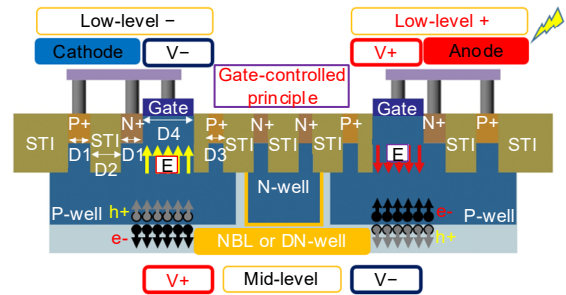 Low-level −
Low-level +
Cathode
V−
V+
Anode
Gate-controlled
principle
P+
STI
N+
Gate
P+
N+
N+
P+
Gate
N+
P+
STI
D1
D2
D1
D4
E
D3
STI
STI
STI
E
STI
STI
N-well
P-well
h+
e-
e-
h+
P-well
NBL or DN-well
V+
Mid-level
V−